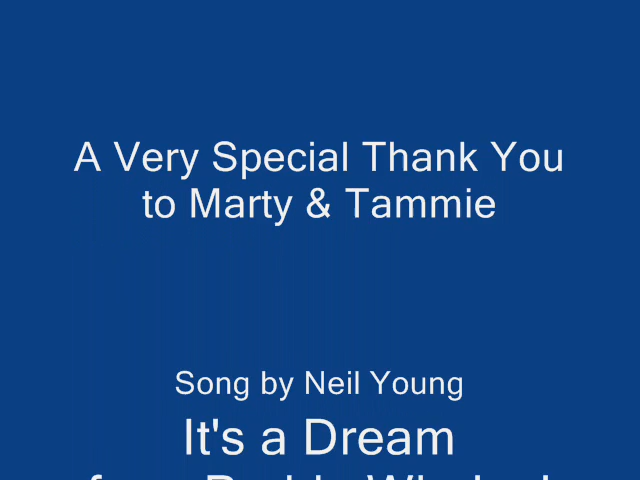 A Very Special Thank You
to Marty & Tammie
Song by Neil Young
It's a Dream